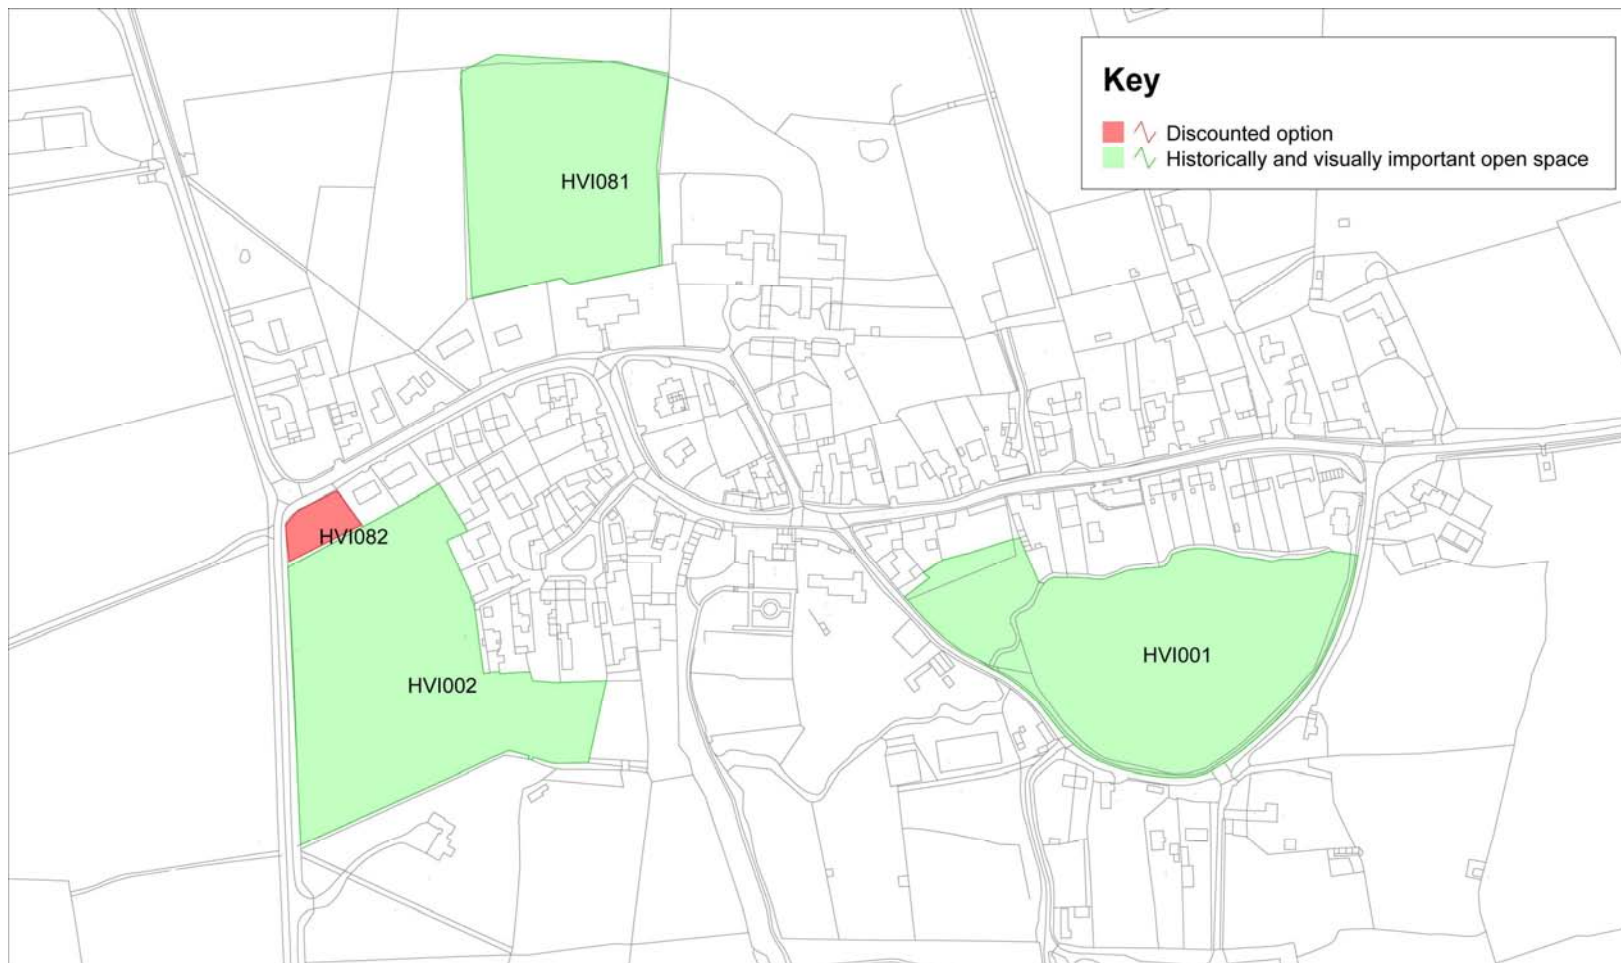 Key
Discounted option
Historically and visually important open space
HVI081
HVI082
HVI001
HVI002